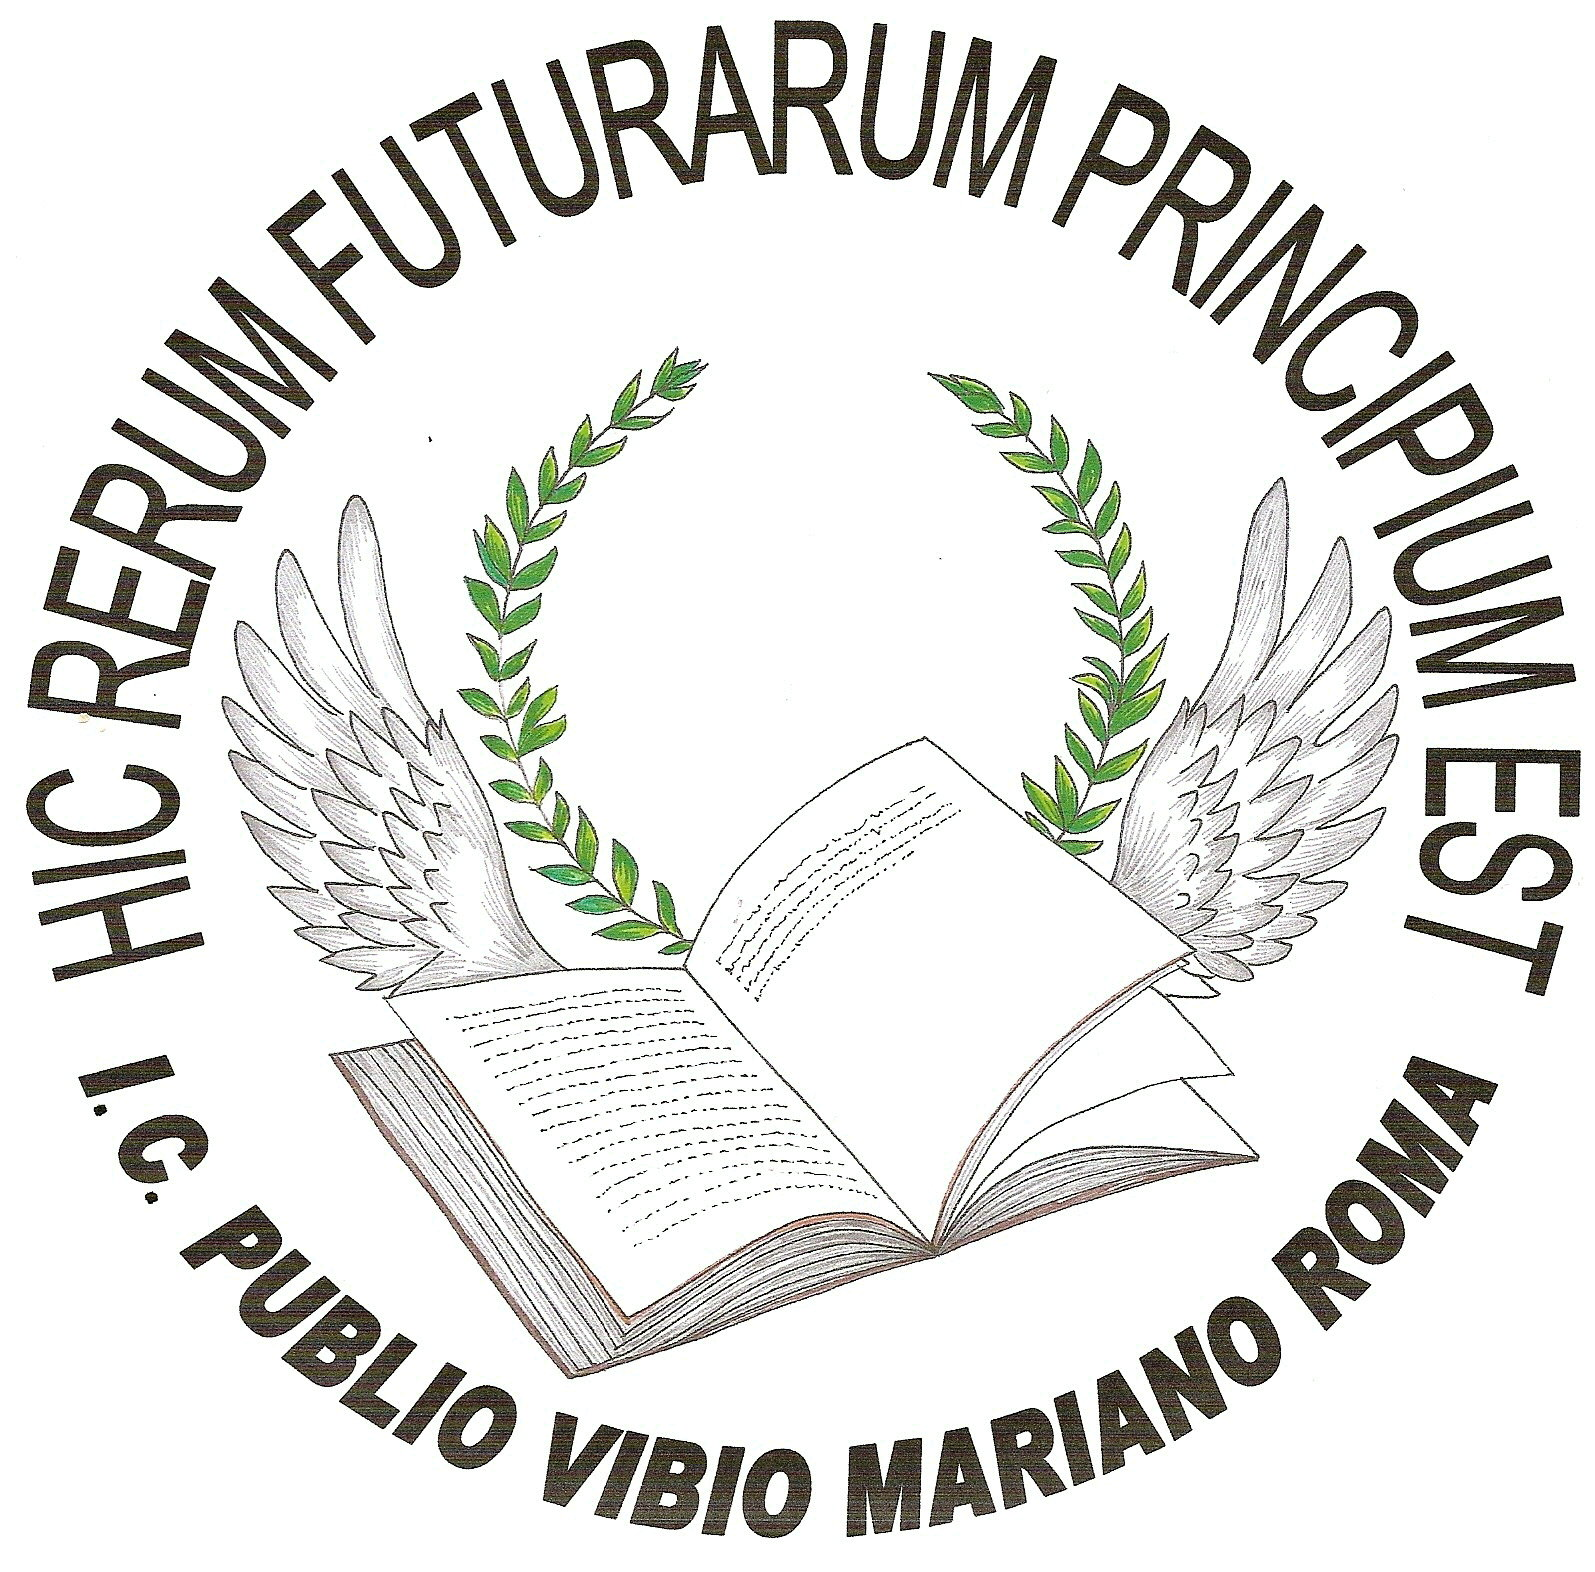 HIC RERUM FUTURARUM PRINCIPIUM EST
I.C. PUBLIO VIBIO MARIANO ROMA